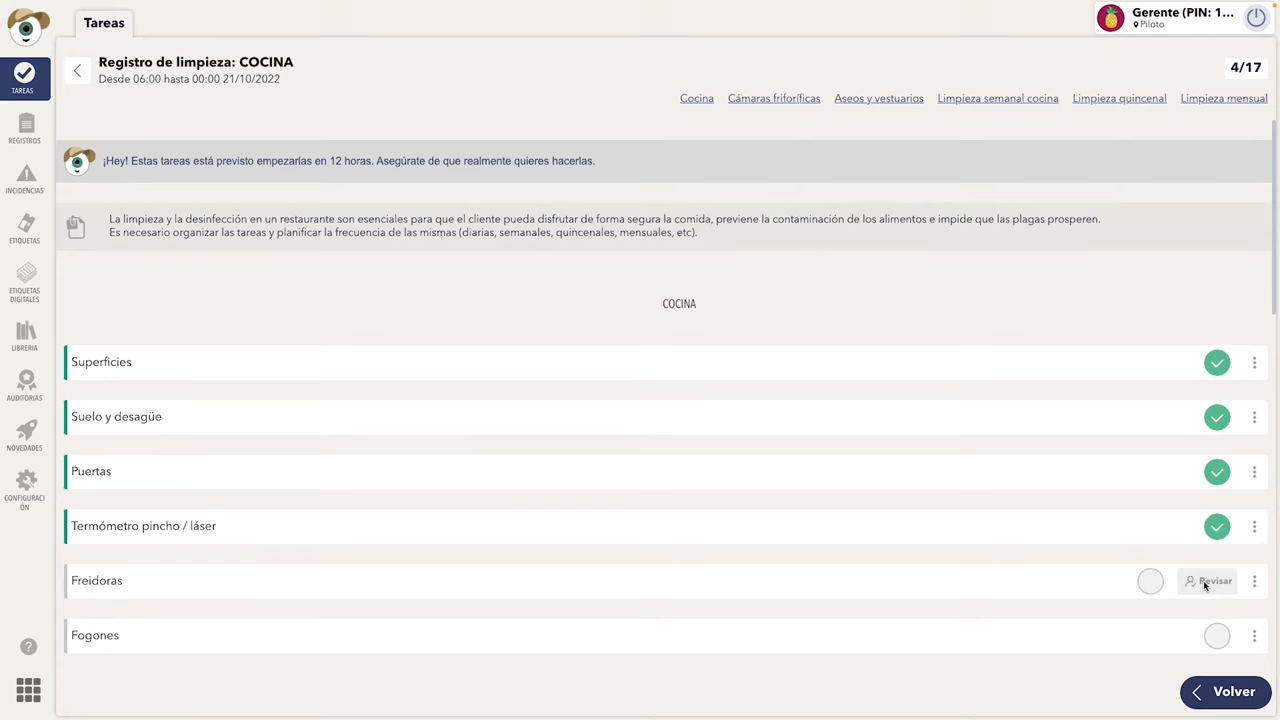 Tareas
Gerente (PIN: 1...
Piloto
TAREAS
REGISTROS
INCIDENCIAS
ETIQUETAS
ETIQUETAS
DIGITALES
LIBRERIA
AUDITORIAS
NOVEDADES
CONFIGURACI
ÓN
?
Registro de limpieza: COCINA
Desde 06:00 hasta 00:00 21/10/2022
4/17
Cocina Cámaras friforíficas Aseos y vestuarios Limpieza semanal cocina Limpieza quincenal Limpieza mensual
¡Hey! Estas tareas está previsto empezarlas en 12 horas. Asegúrate de que realmente quieres hacerlas.
La limpieza y la desinfección en un restaurante son esenciales para que el cliente pueda disfrutar de forma segura la comida, previene la contaminación de los alimentos e impide que las plagas prosperen.
Es necesario organizar las tareas y planificar la frecuencia de las mismas (diarias, semanales, quincenales, mensuales, etc).
COCINA
Superficies
Suelo y desagüe
Puertas
Termómetro pincho / láser
Freidoras
Revisar
Fogones
Volver